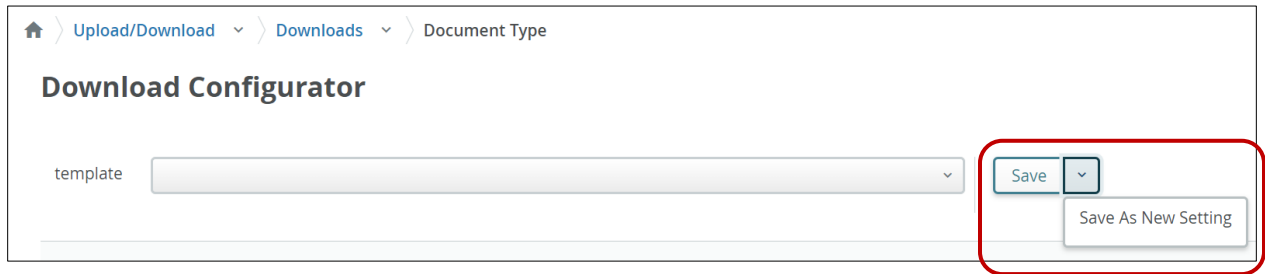 Upload/Download Downloads Document Type
Download Configurator
template Save
Save As New Setting